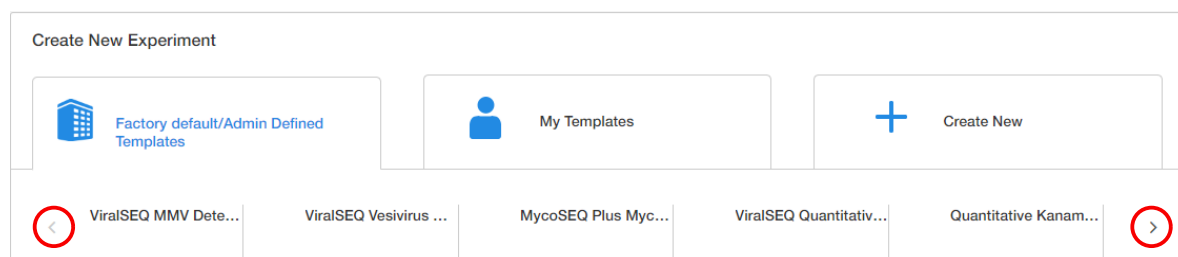 Create New Experiment
Factory default/Admin Defined
Templates
My Templates
Create New
ViralSEQ MMV Dete...
ViralSEQ Vesivirus ...
MycoSEQ Plus Myc...
ViralSEQ Quantitativ...
Quantitative Kanam...